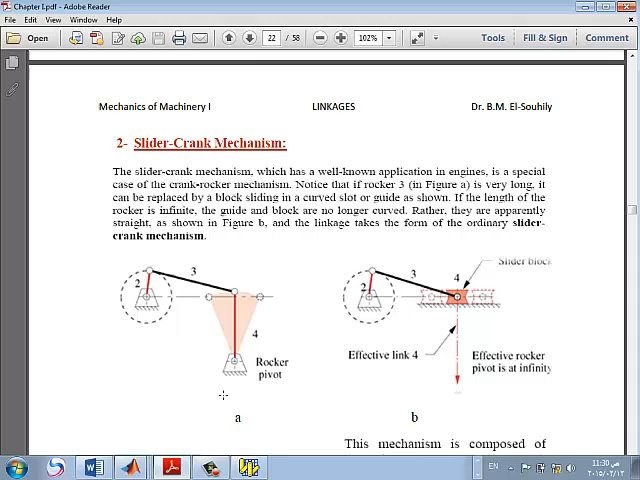 Chapter I.pdf - Adobe Reader
File Edit View Window Help
Open 22 / 58 102% Tools Fill & Sign Comment
Mechanics of Machinery I LINKAGES Dr. B.M. El-Souhily
2- Slider-Crank Mechanism:
The slider-crank mechanism, which has a well-known application in engines, is a special
case of the crank-rocker mechanism. Notice that if rocker 3 (in Figure a) is very long, it
can be replaced by a block sliding in a curved slot or guide as shown. If the length of
the rocker is infinite, the guide and block are no longer curved. Rather, they are apparently
straight, as shown in Figure b, and the linkage takes the form of the ordinary slider-
crank mechanism.
2
3
4
Rocker
pivot
a
Slider block
2
3
4
Effective link 4
Effective rocker
pivot is at infinity
b
This mechanism is composed of
EN
11:30 ص
٢٠١٥/٠٢/١٢